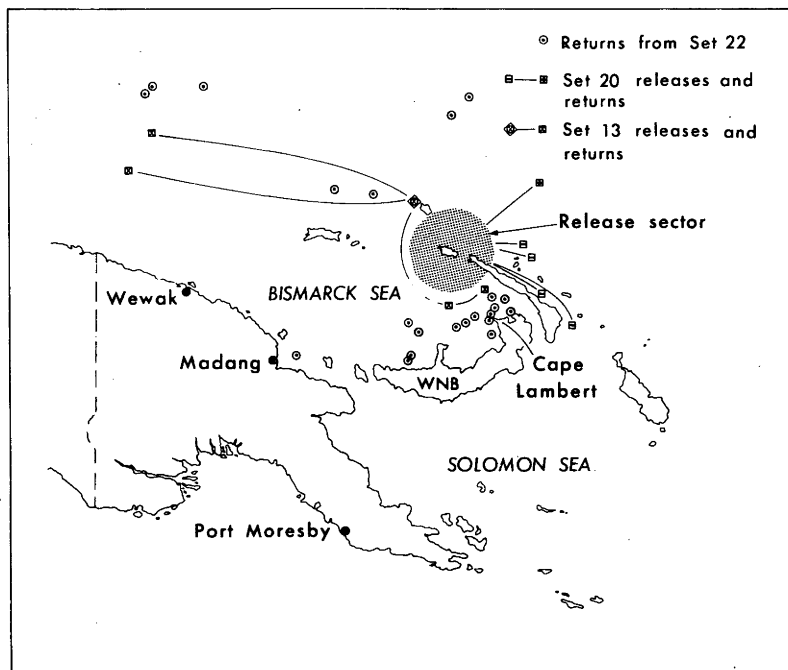 Returns from Set 22
Set 20 releases and
returns
Set 13 releases and
returns
Release sector
BISMARCK SEA
Wewak
Madang
WNB
Cape
Lambert
SOLOMON SEA
Port Moresby